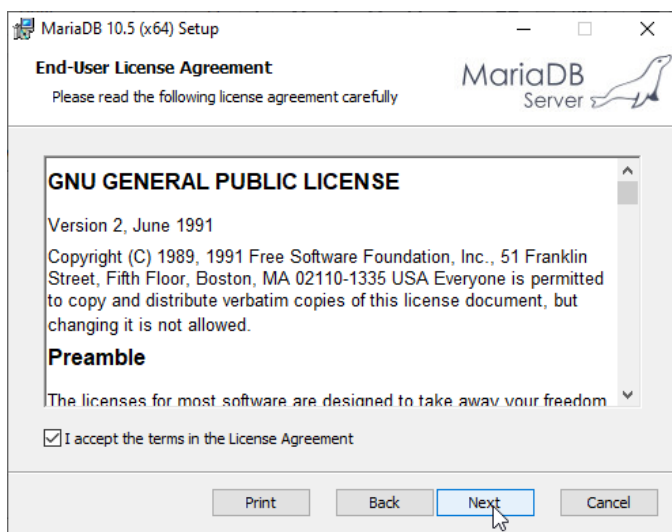 MariaDB 10.5 (x64) Setup
End-User License Agreement
Please read the following license agreement carefully
MariaDB
Server
GNU GENERAL PUBLIC LICENSE
Version 2, June 1991
Copyright (C) 1989, 1991 Free Software Foundation, Inc., 51 Franklin
Street, Fifth Floor, Boston, MA 02110-1335 USA Everyone is permitted
to copy and distribute verbatim copies of this license document, but
changing it is not allowed.
Preamble
The licenses for most software are designed to take away your freedom
I accept the terms in the License Agreement
Print
Back
Next
Cancel